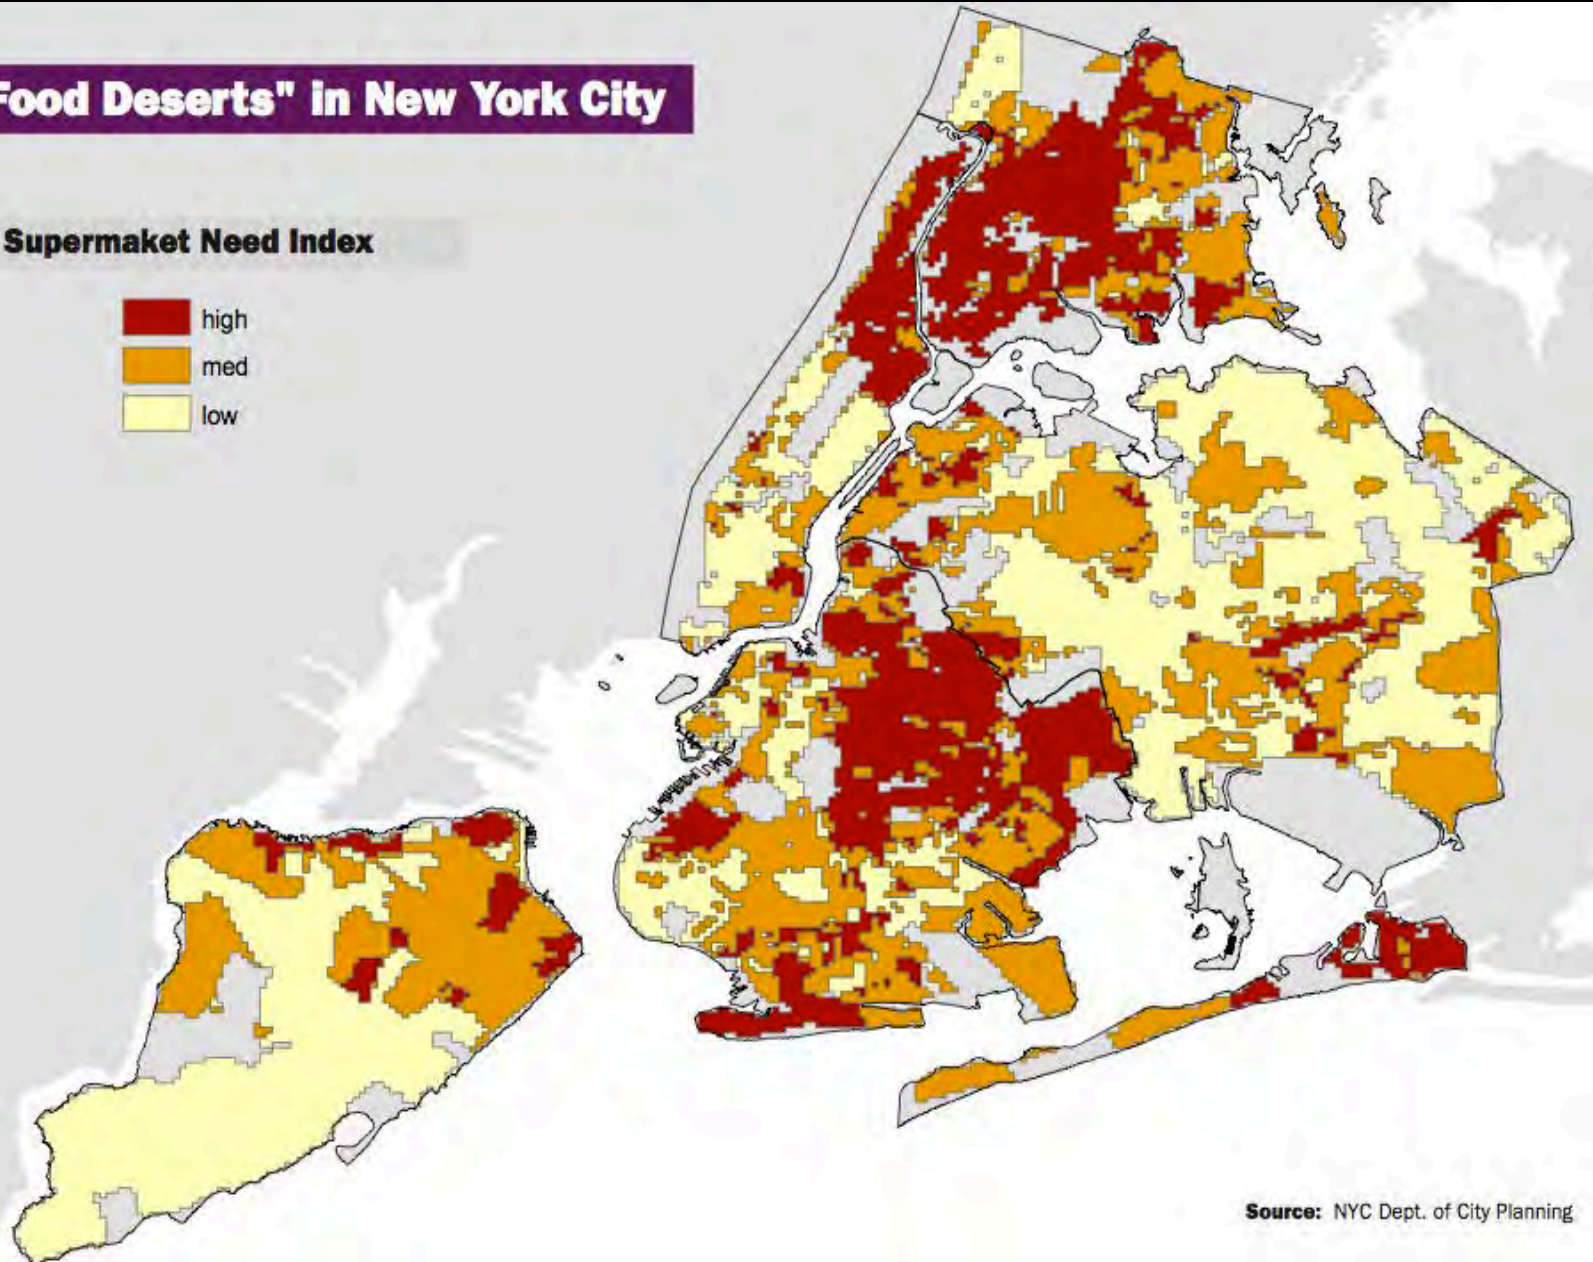 Food Deserts" in New York City
Supermaket Need Index
high
med
low
Source: NYC Dept. of City Planning